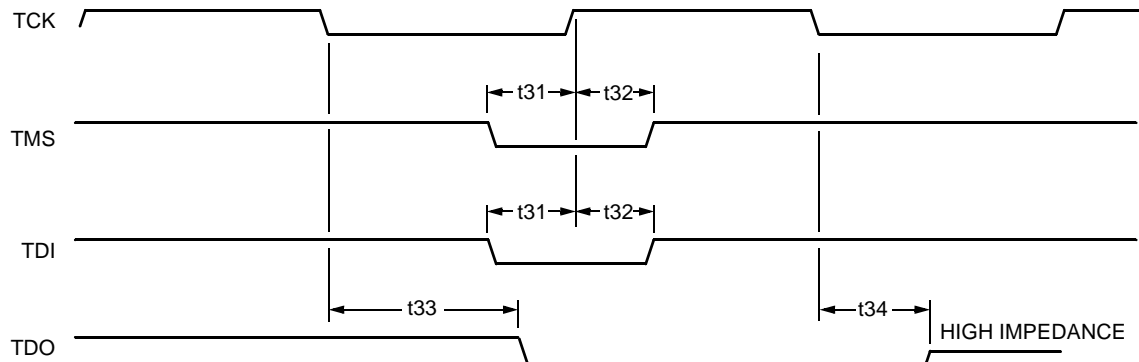 TCK
t31 t32
TMS
t31 t32
TDI
t33 t34
HIGH IMPEDANCE
TDO